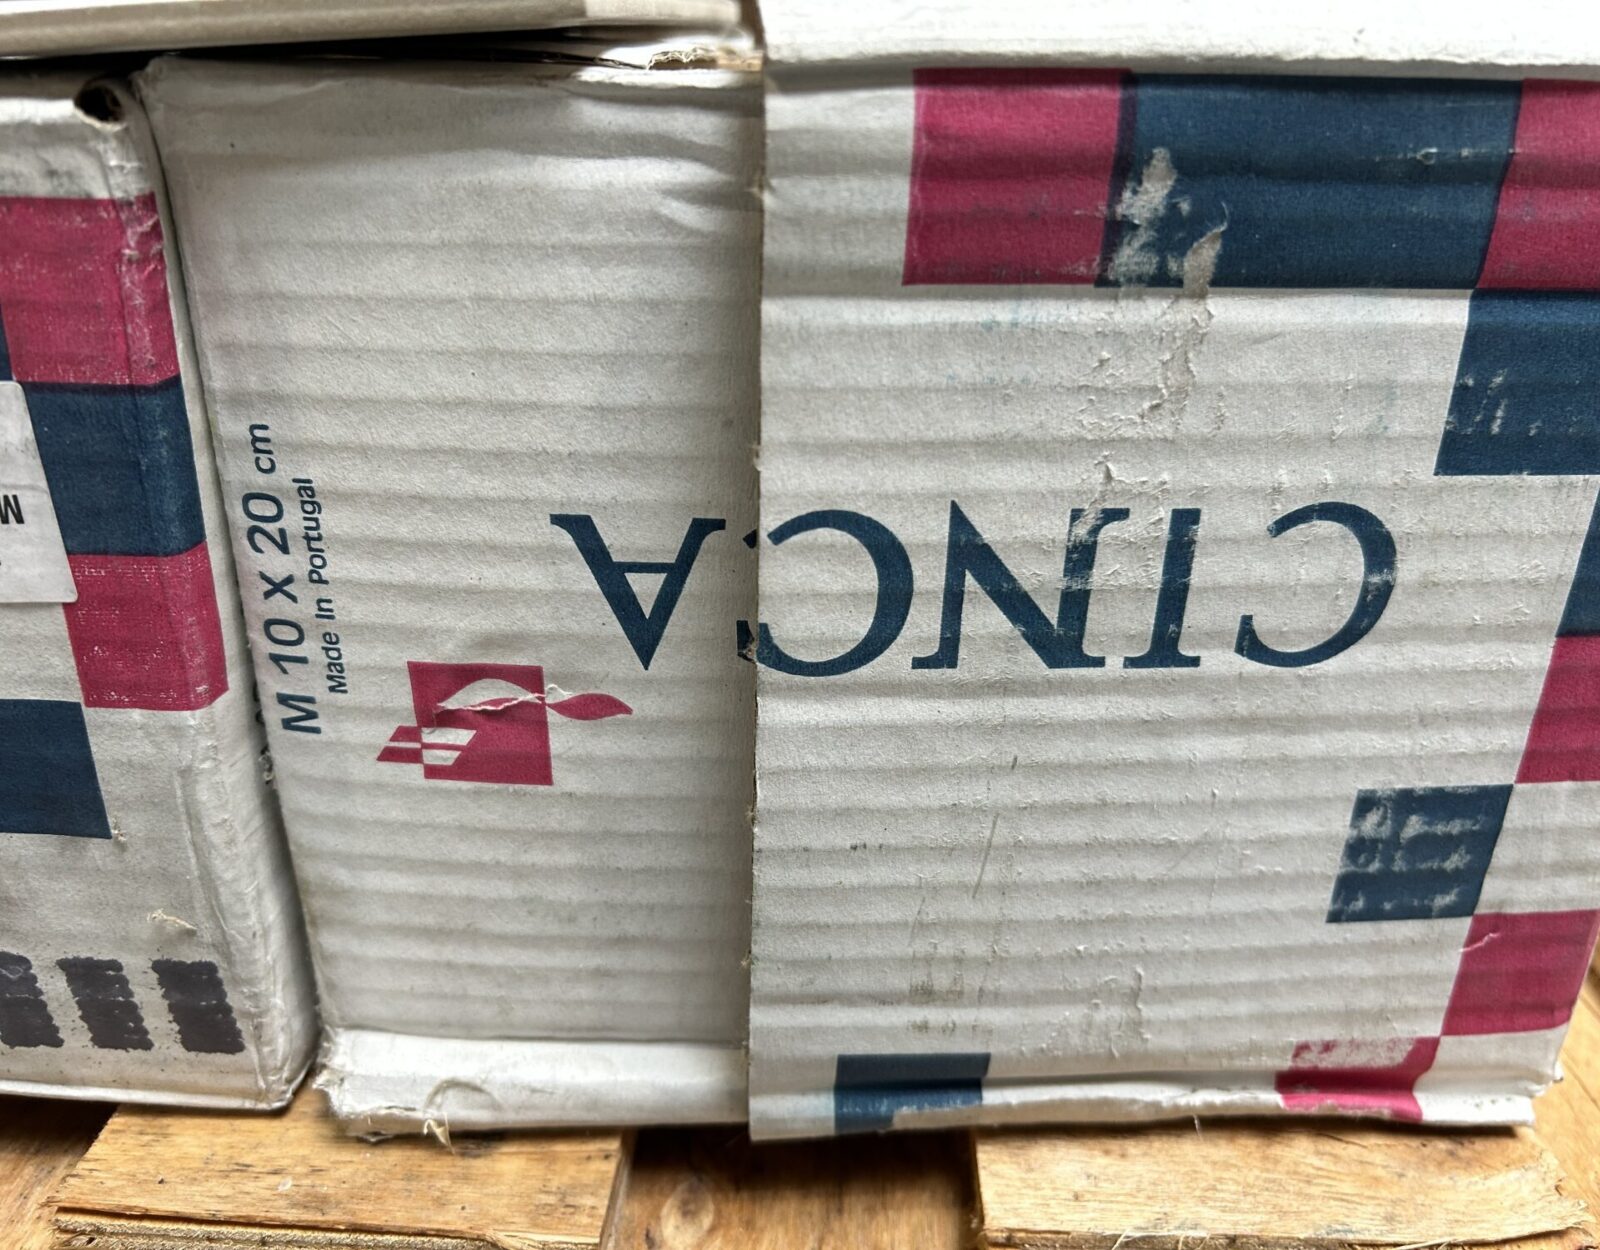 M 10 X 20 cm
Made In Portugal
CINCA
M